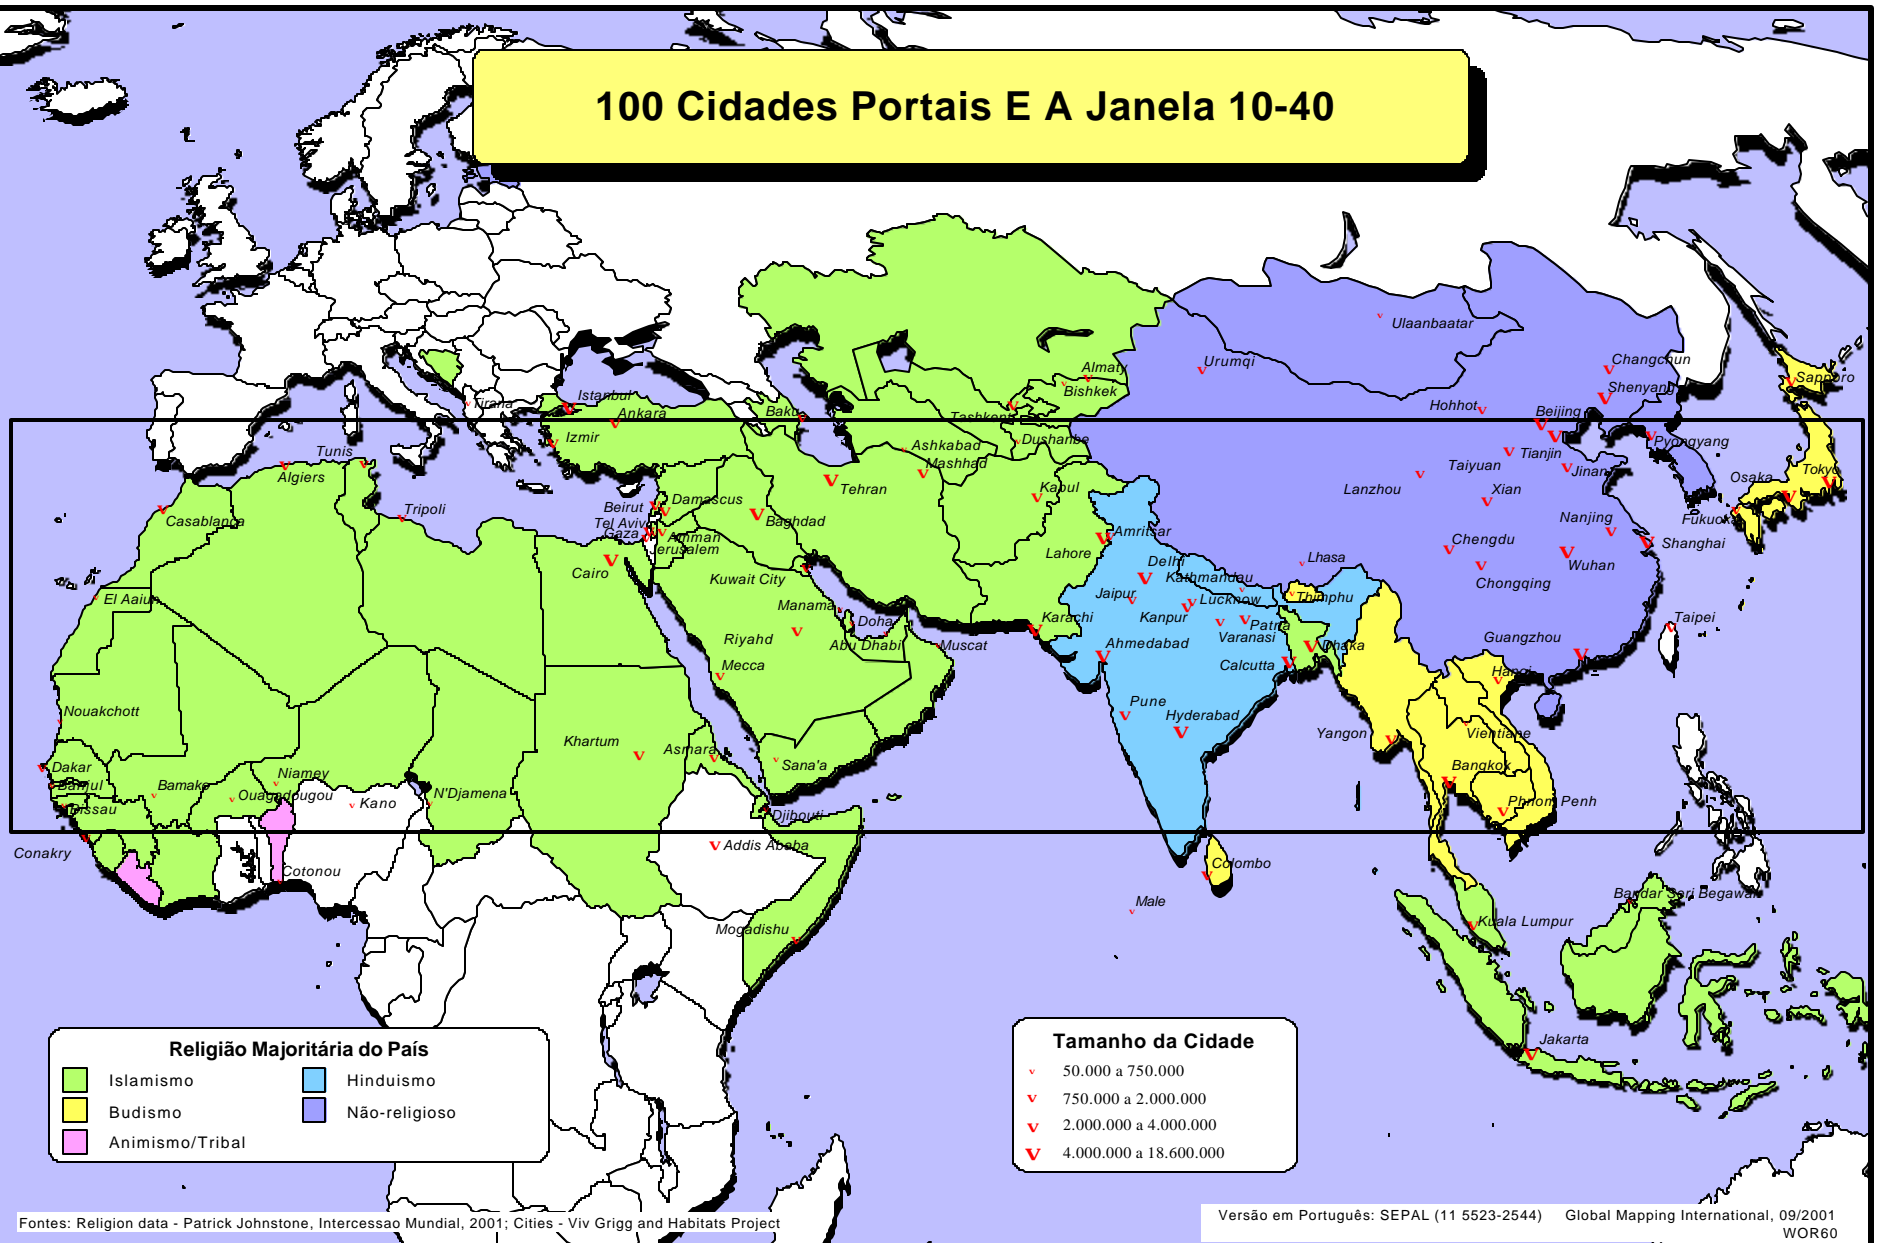 100 Cidades Portais E A Janela 10-40
Ulaanbaatar
Urumqi
Changchun
Almaty
Shenyang
Sapporo
Bishkek
Istanbul
Tirana
Hohhot
Beijing
Ankara
Baku
Tashkent
Izmir
Ashkabad
Dushanbe
Pyongyang
Tunis
Tianjin
Mashhad
Taiyuan
Jinan
Osaka
Tokyo
Algiers
Tehran
Kabul
Lanzhou
Xian
Damascus
Beirut
Tripoli
Casablanca
Baghdad
Tel Aviv
Nanjing
Fukuoka
Gaza
Amman
Amritsar
Jerusalem
Lahore
Chengdu
Shanghai
Cairo
Kuwait City
Delhi
Kathmandau
Lhasa
Wuhan
Chongqing
El Aaiun
Manama
Jaipur
Lucknow
Thimphu
Doha
Karachi
Kanpur
Patna
Taipei
Riyahd
Abu Dhabi
Muscat
Ahmedabad
Varanasi
Dhaka
Guangzhou
Mecca
Calcutta
Hanoi
Nouakchott
Pune
Hyderabad
Khartum
Asmara
Yangon
Vientiane
Dakar
Sana'a
Bangkok
Banjul
Bamako
Niamey
Ouagadougou
Kano
N'Djamena
Bissau
Djibouti
Phnom Penh
Conakry
Addis Ababa
Cotonou
Colombo
Male
Bandar Seri Begawan
Mogadishu
Kuala Lumpur
Jakarta
Religião Majoritária do País
Islamismo
Hinduismo
Budismo
Não-religioso
Animismo/Tribal
Tamanho da Cidade
50.000 a 750.000
750.000 a 2.000.000
2.000.000 a 4.000.000
4.000.000 a 18.600.000
Fontes: Religion data - Patrick Johnstone, Intercessao Mundial, 2001; Cities - Viv Grigg and Habitats Project
Versão em Português: SEPAL (11 5523-2544) Global Mapping International, 09/2001
WOR60